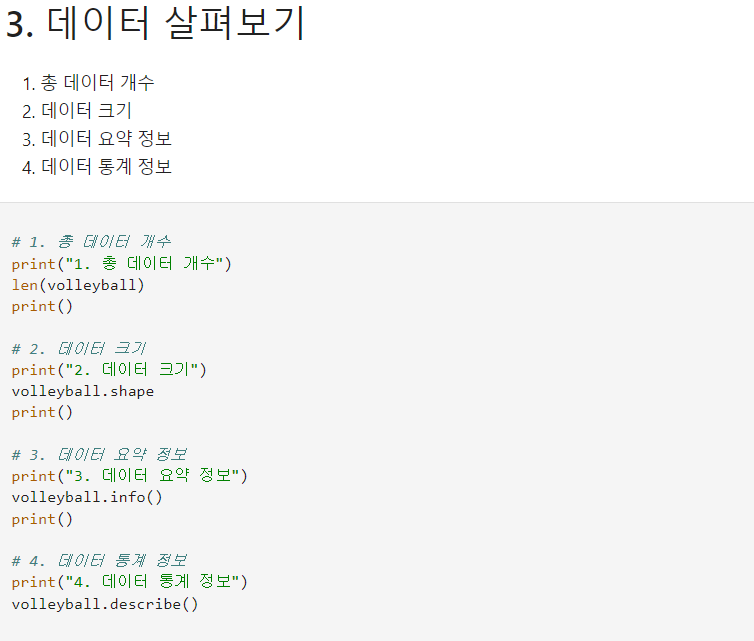 3. 데이터 살펴보기
1. 총 데이터 개수
2. 데이터 크기
3. 데이터 요약 정보
4. 데이터 통계 정보
# 1. 총 데이터 개수
print("1. 총 데이터 개수")
len(volleyball)
print()
# 2. 데이터 크기
print("2. 데이터 크기")
volleyball.shape
print()
# 3. 데이터 요약 정보
print("3. 데이터 요약 정보")
volleyball.info()
print()
# 4. 데이터 통계 정보
print("4. 데이터 통계 정보")
volleyball.describe()